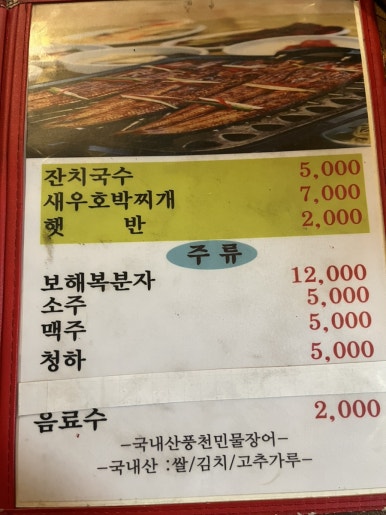 잔치국수 5,000
새우호박찌개 7,000
햇 반 2,000
주 류
보해복분자 12,000
소주 5,000
맥주 5,000
청하 5,000
음료수 2,000
-국내산풍천민물장어-
-국내산 :쌀/김치/고추가루-